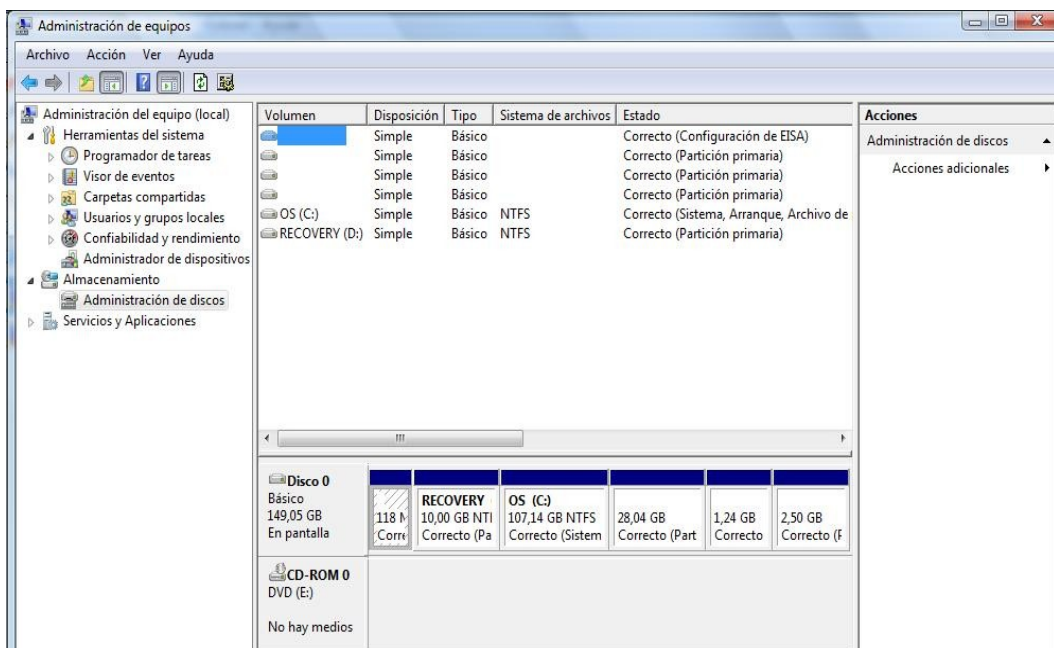 Administración de equipos
Archivo Acción Ver Ayuda
Administración del equipo (local)
Herramientas del sistema
Programador de tareas
Visor de eventos
Carpetas compartidas
Usuarios y grupos locales
Confiabilidad y rendimiento
Administrador de dispositivos
Almacenamiento
Administración de discos
Servicios y Aplicaciones
Volumen Disposición Tipo Sistema de archivos Estado
Simple Básico Correcto (Configuración de EISA)
Simple Básico Correcto (Partición primaria)
Simple Básico Correcto (Partición primaria)
Simple Básico Correcto (Partición primaria)
OS (C:) Simple Básico NTFS Correcto (Sistema, Arranque, Archivo de
RECOVERY (D:) Simple Básico NTFS Correcto (Partición primaria)
Acciones
Administración de discos
Acciones adicionales
Disco 0
Básico
149,05 GB
En pantalla
118 M
Corre
RECOVERY
10,00 GB NTI
Correcto (Pa
OS (C:)
107,14 GB NTFS
Correcto (Sistem
28,04 GB
Correcto (Part
1,24 GB
Correcto
2,50 GB
Correcto (F
CD-ROM 0
DVD (E:)
No hay medios